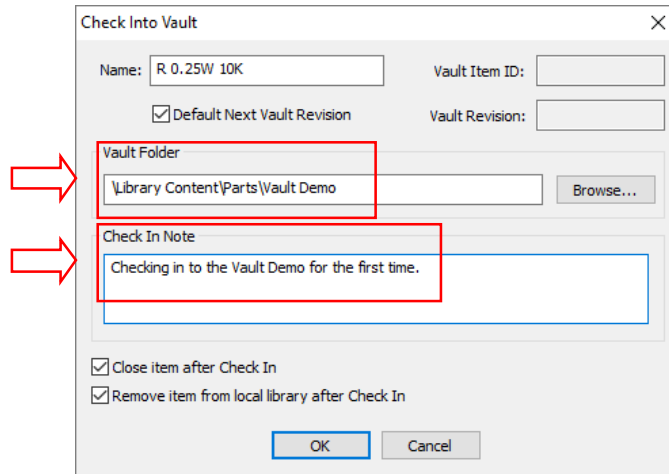 Check Into Vault
Name: R 0.25W 10K Vault Item ID:
Default Next Vault Revision Vault Revision:
Vault Folder
\Library Content\Parts\Vault Demo Browse...
Check In Note
Checking in to the Vault Demo for the first time.
Close item after Check In
Remove item from local library after Check In
OK Cancel